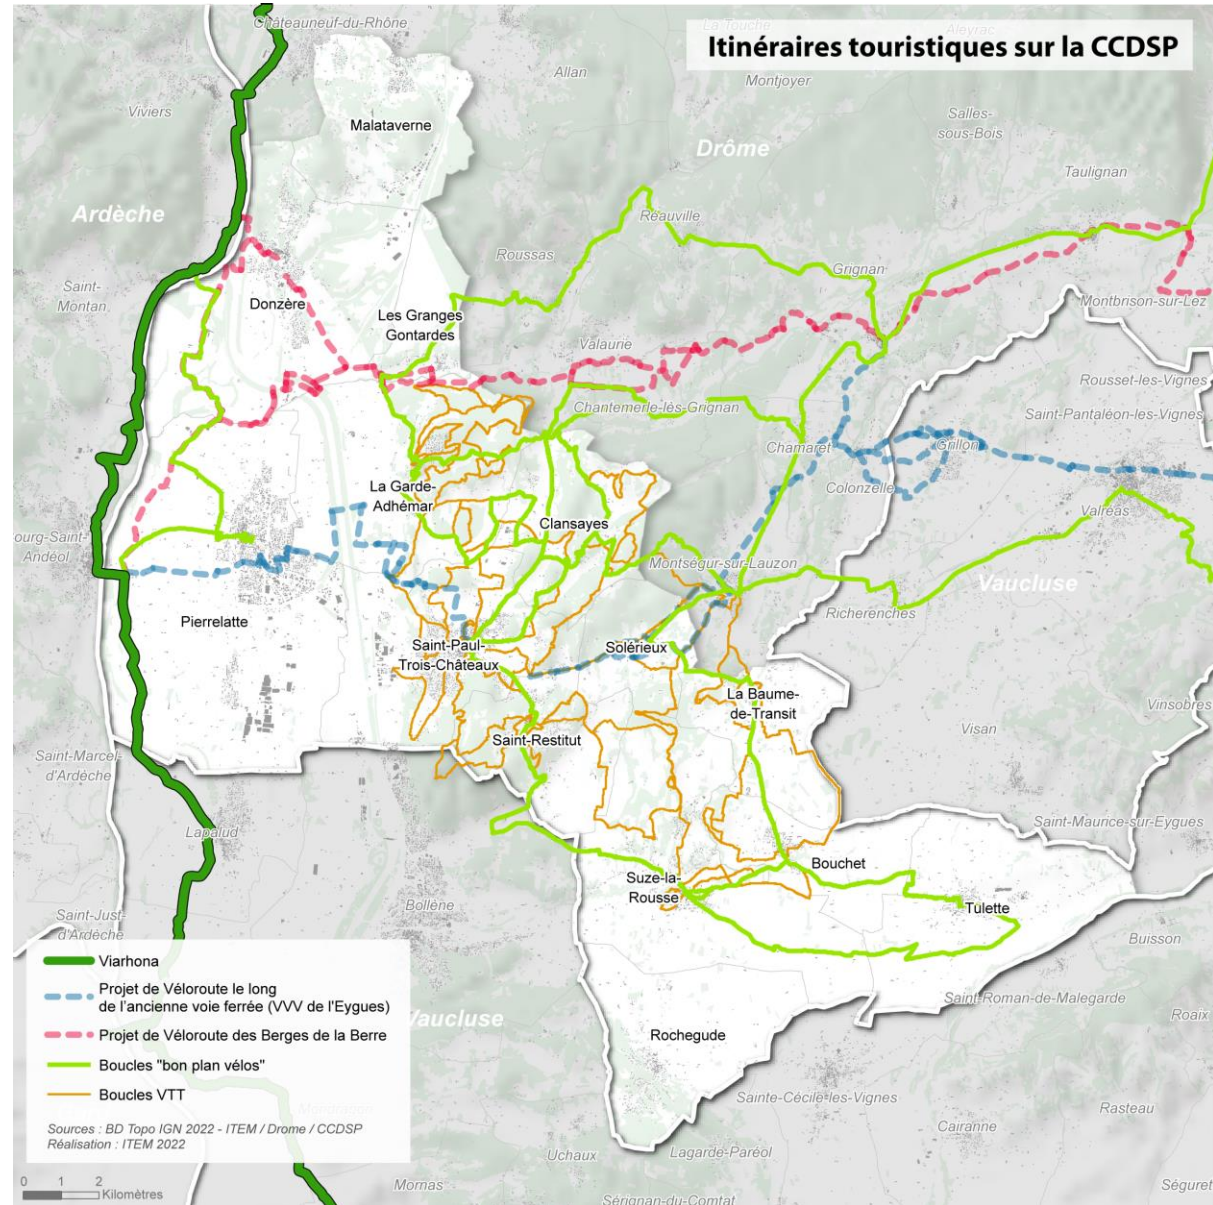 Itinéraires touristiques sur la CCDSP
Châteauneuf-du-Rhône
La Touche
Aleyrac
Allan
Montjoyer
Viviers
Malataverne
Salles-
sous-Bois
Drôme
Taulignan
Ardèche
Réauville
Roussas
Grignan
Saint-
Montan
Donzère
Les Granges
Gontardes
Montbrison-sur-Lez
Valaurie
Rousset-les-Vignes
Chantemerle-lès-Grignan
Saint-Pantaléon-les-Vignes
Chamaret
Grillon
La Garde-
Adhémar
Colonzelle
Clansayes
Valréas
ourg-Saint-
Andéol
Montségur-sur-Lauzon
Vaucluse
Pierrelatte
Richerenches
Saint-Paul-
Trois-Châteaux
Solérieux
La Baume-
de-Transit
Vinsobres
Saint-Restitut
Visan
Saint-Marcel-
d'Ardèche
Lapalud
Saint-Maurice-sur-Eygues
Bouchet
Suze-la-
Rousse
Tulette
Bollène
Saint-Just-
d'Ardèche
Buisson
Saint-Roman-de-Malegarde
Roaix
Vaucluse
Rochegude
Viarhona
Projet de Véloroute le long
de l'ancienne voie ferrée (VVV de l'Eygues)
Projet de Véloroute des Berges de la Berre
Boucles "bon plan vélos"
Boucles VTT
Mondragon
Sources : BD Topo IGN 2022 - ITEM / Drome / CCDSP
Réalisation : ITEM 2022
Sainte-Cécile-les-Vignes
Rasteau
Cairanne
Uchaux
Lagarde-Paréol
Mornas
Séguret
Sérignan-du-Comtat
0 1 2
Kilomètres